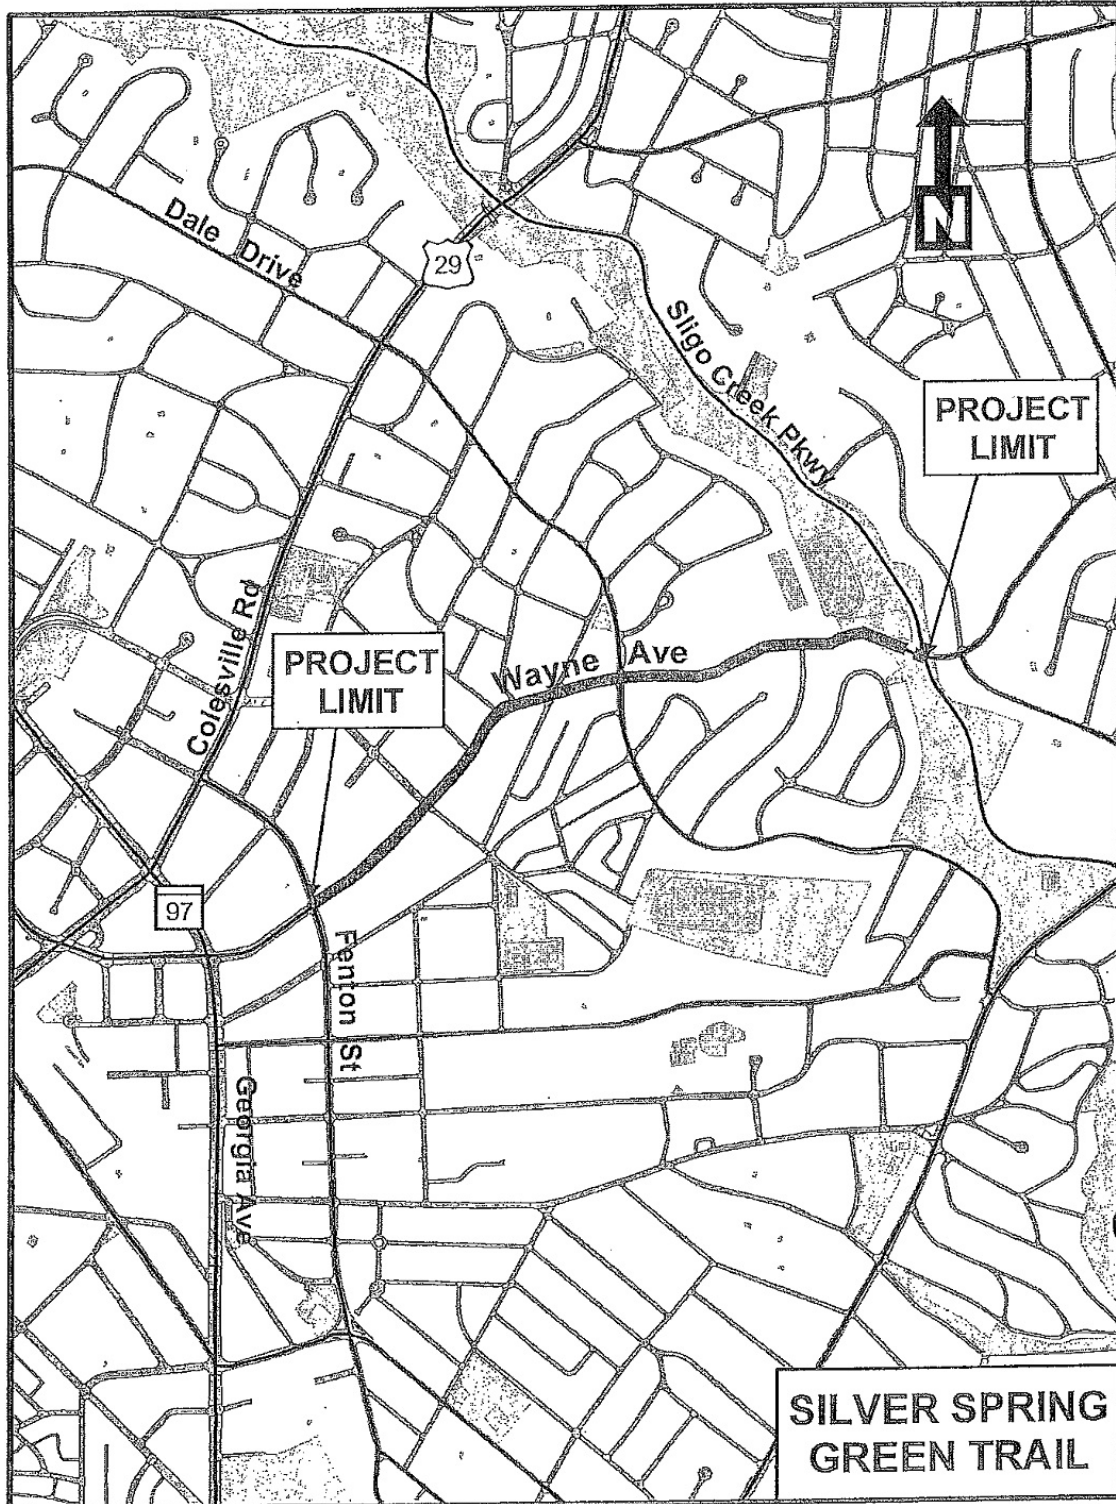 Dale Drive
29
N
Sligo Creek Pkwy
PROJECT
LIMIT
Colesville Rd
PROJECT
LIMIT
Wayne Ave
97
Fenton St
Georgia Ave
SILVER SPRING
GREEN TRAIL